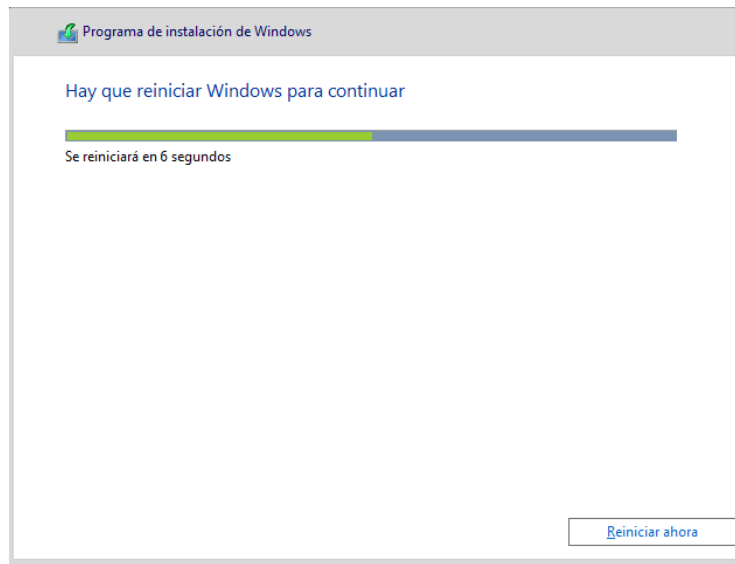 Programa de instalación de Windows
Hay que reiniciar Windows para continuar
Se reiniciará en 6 segundos
Reiniciar ahora